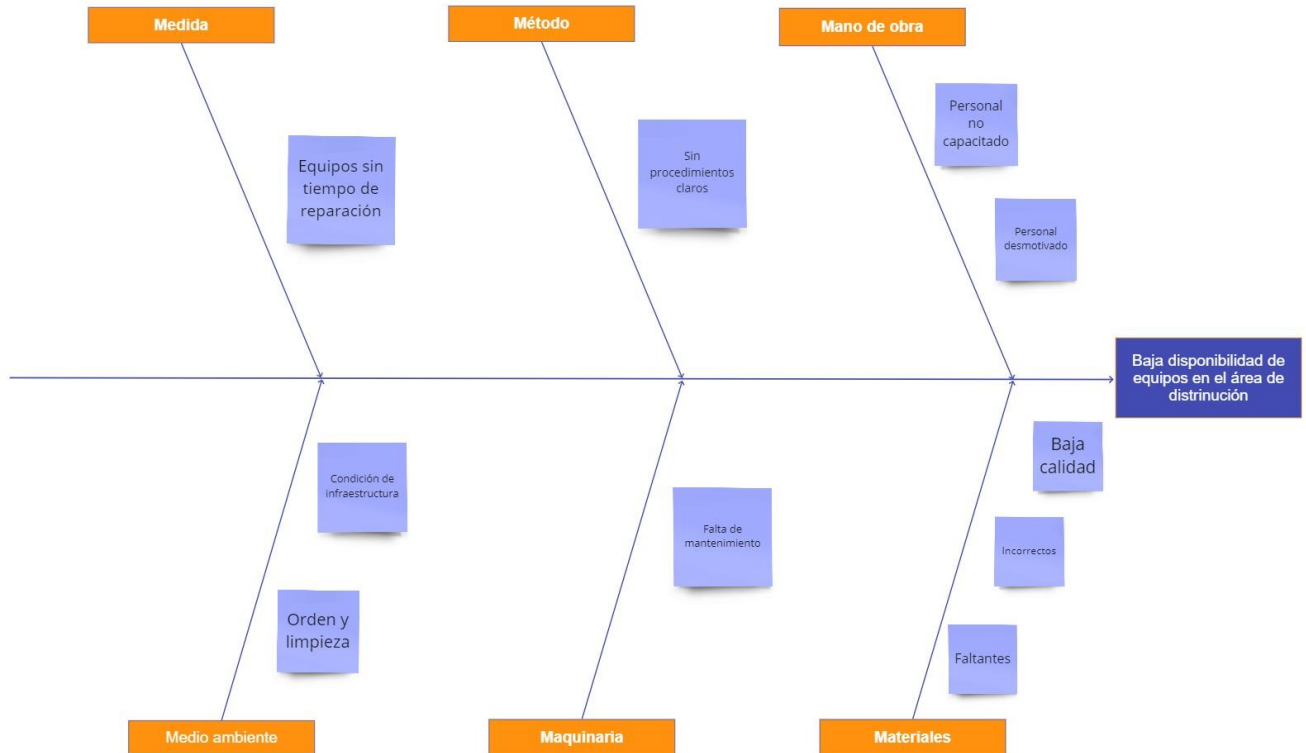 Medida
Método
Mano de obra
Equipos sin
tiempo de
reparación
Sin
procedimientos
claros
Personal
no
capacitado
Personal
desmotivado
Baja disponibilidad de
equipos en el área de
distrinución
Condición de
infraestructura
Orden y
limpieza
Falta de
mantenimiento
Baja
calidad
Incorrectos
Faltantes
Medio ambiente
Maquinaria
Materiales